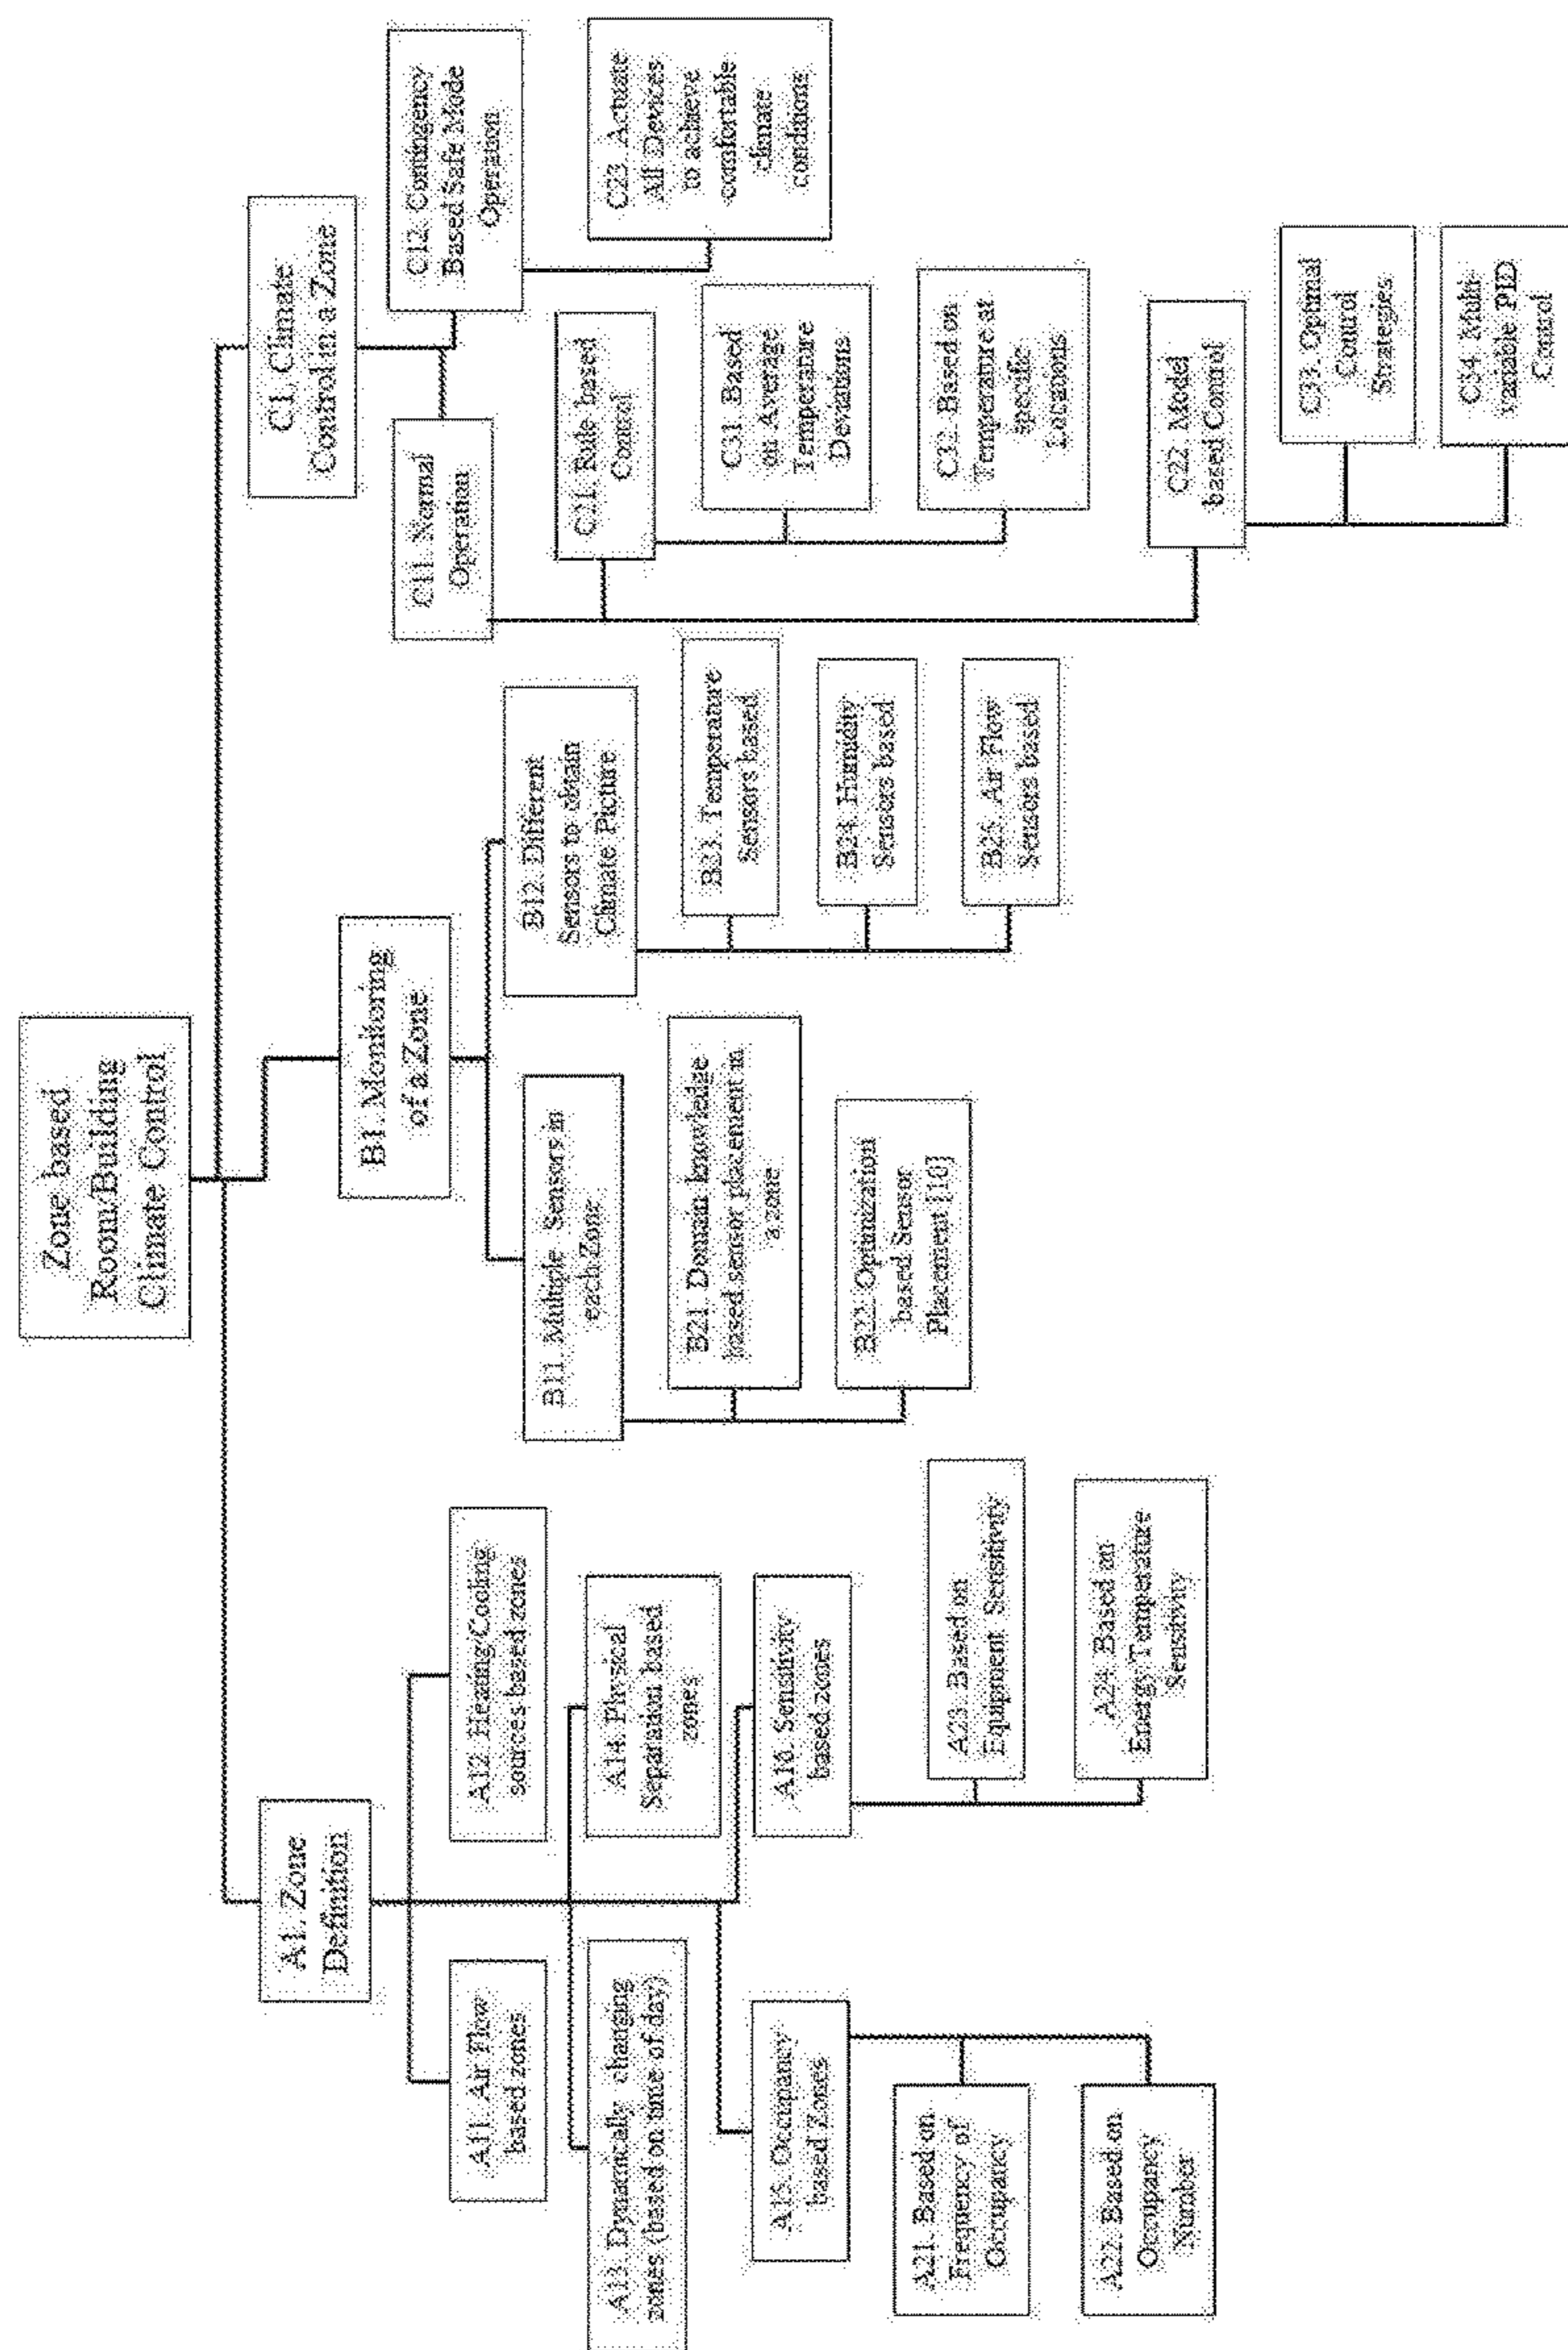 Zone based
Room/Building
Climate Control
A1. Zone
Definition
A11. Air Flow
based zones
A12. Heating/Cooling
sources based zones
A13. Dynamically changing
zones (based on time of day)
A14. Physical
Separation based
zones
A15. Occupancy
based Zones
A16. Sensitivity
based zones
A21. Based on
Frequency of
Occupancy
A22. Based on
Occupancy
Number
A23. Based on
Equipment Sensitivity
A24. Based on
Energy/Temperature
Sensitivity
B1. Monitoring
of a Zone
B11. Multiple Sensors in
each Zone
B12. Different
Sensors to obtain
Climate Picture
B21. Domain knowledge
based sensor placement in
a zone
B22. Optimization
based Sensor
Placement [10]
B23. Temperature
Sensors based
B24. Humidity
Sensors based
B25. Air Flow
Sensors based
C1. Climate
Control in a Zone
C11. Normal
Operation
C12. Contingency
Based Safe Mode
Operation
C21. Rule based
Control
C31. Based
on Average
Temperature
Deviations
C32. Based on
Temperature at
specific
Locations
C22. Model
based Control
C33. Optimal
Control
Strategies
C34. Multi-
variable PID
Control
C23. Actuate
All Devices
to achieve
comfortable
climate
conditions